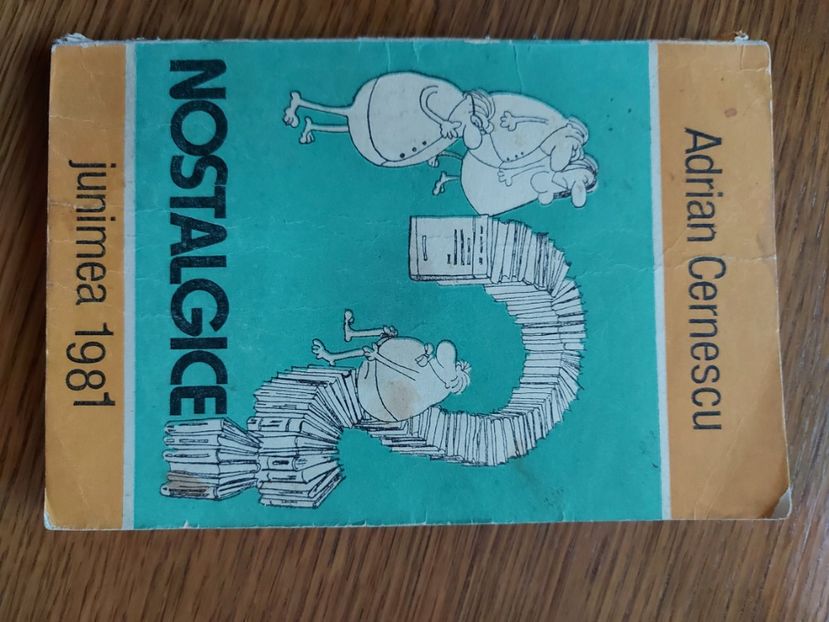 Adrian Cernescu
NOSTALGICE
junimea 1981